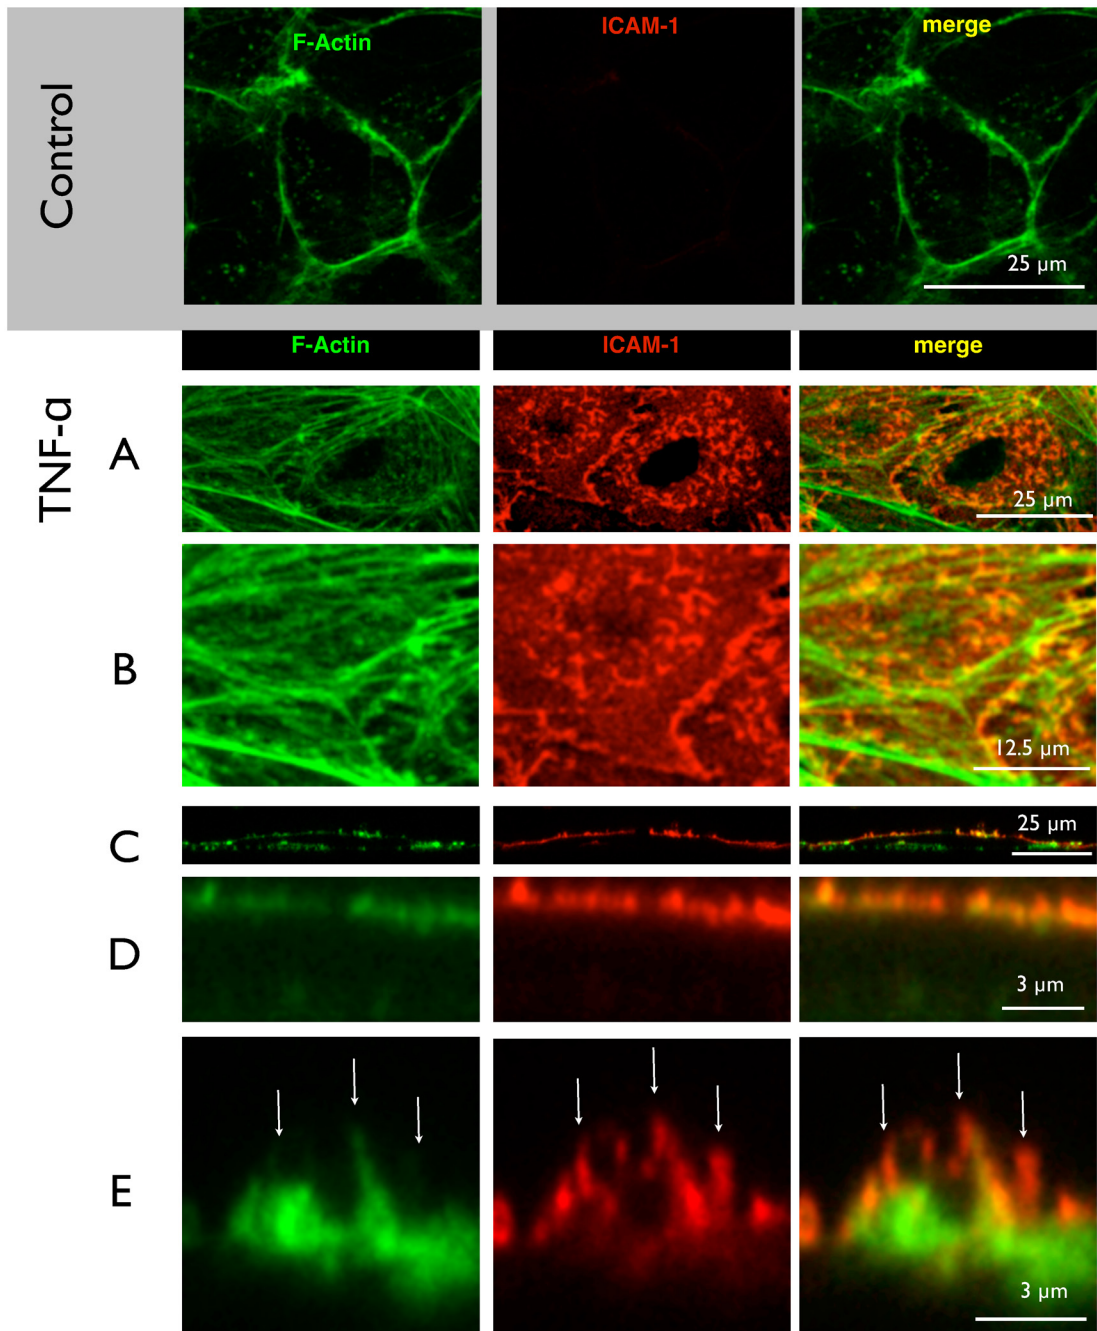 Control
F-Actin
ICAM-1
merge
25 µm
TNF-α
F-Actin
ICAM-1
merge
A
25 µm
B
12.5 µm
C
25 µm
D
3 µm
E
3 µm